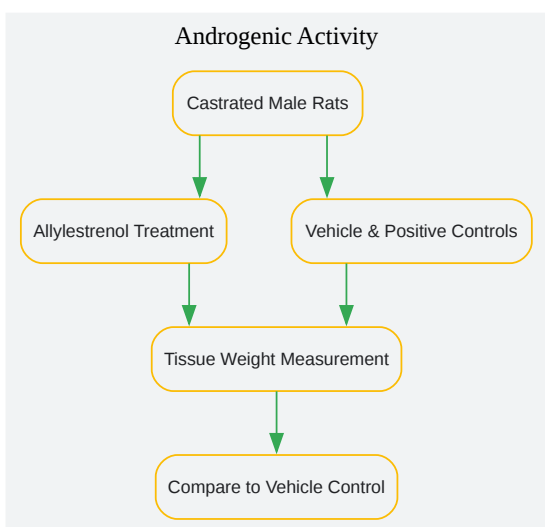 Androgenic Activity
Castrated Male Rats
Allylestrenol Treatment
Vehicle & Positive Controls
Tissue Weight Measurement
Compare to Vehicle Control